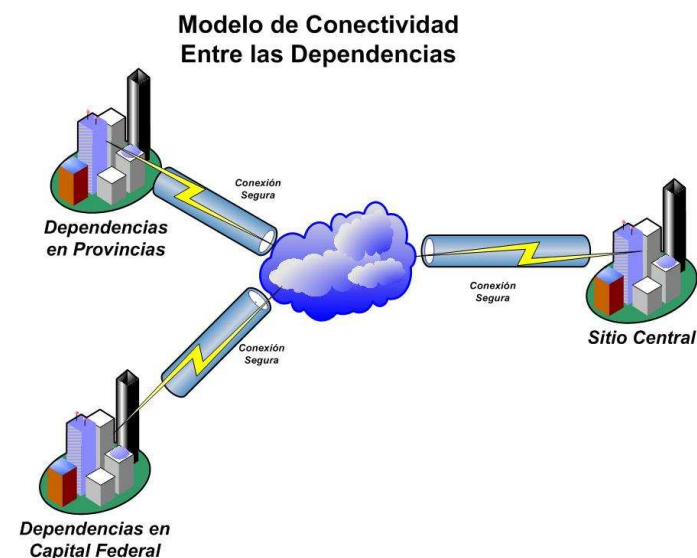 Modelo de Conectividad
Entre las Dependencias
Conexión
Segura
Dependencias
en Provincias
Conexión
Segura
Sitio Central
Conexión
Segura
Dependencias en
Capital Federal